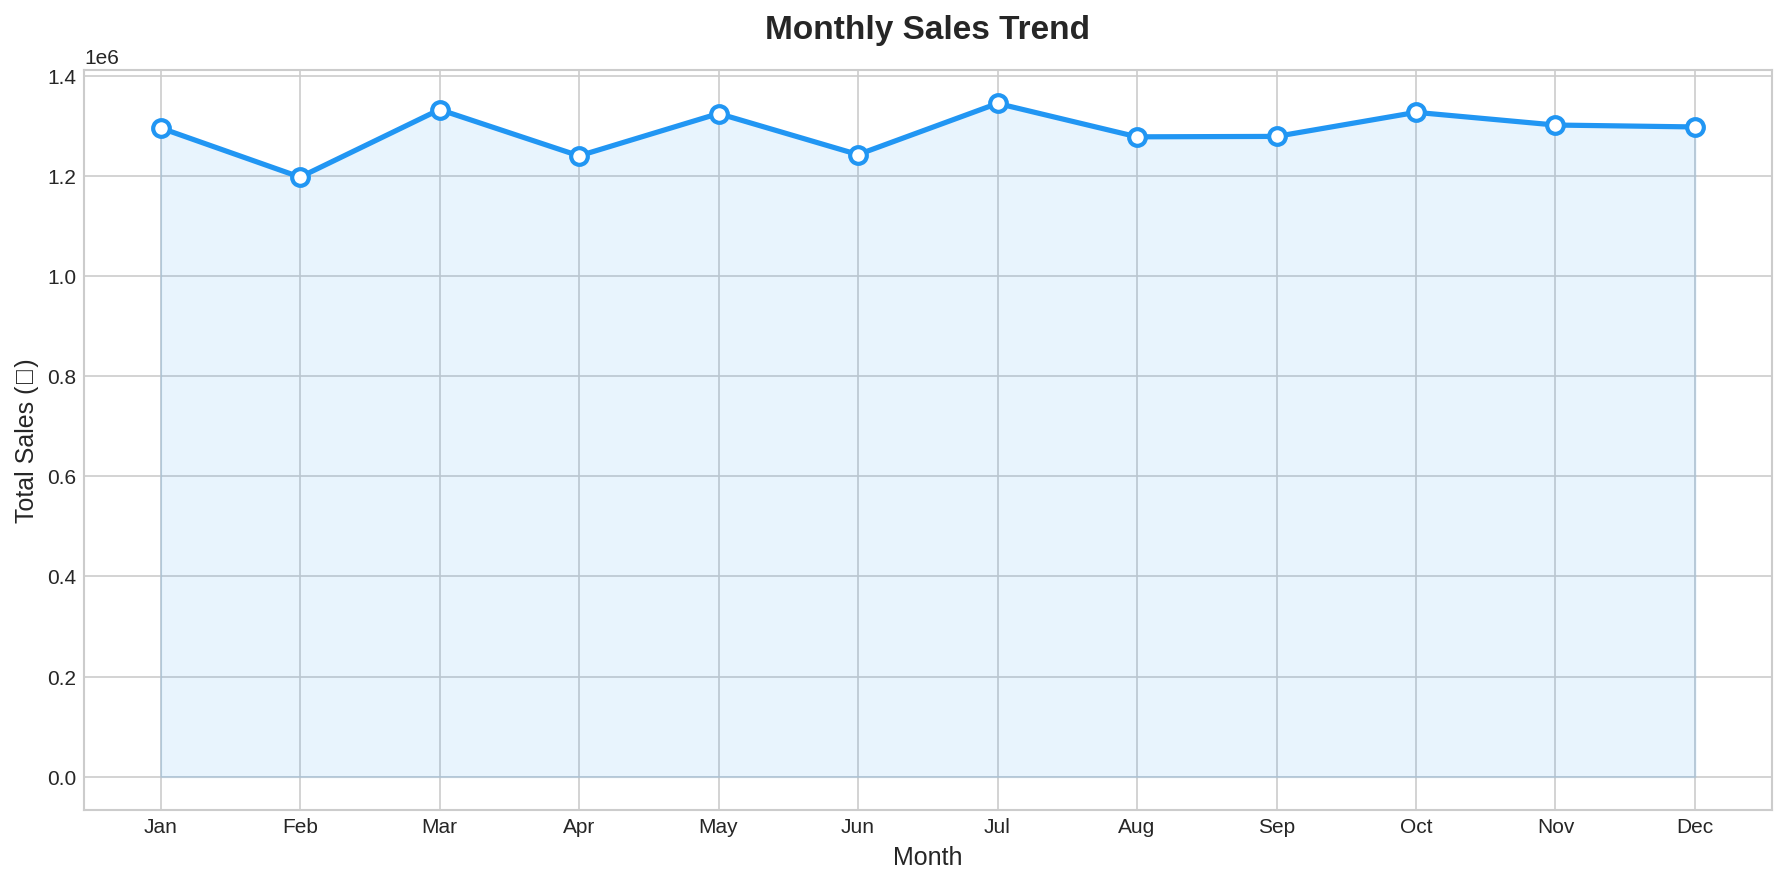 Monthly Sales Trend
1e6
1.4
1.2
1.0
0.8
0.6
0.4
0.2
0.0
Total Sales (□)
Jan Feb Mar Apr May Jun Jul Aug Sep Oct Nov Dec
Month